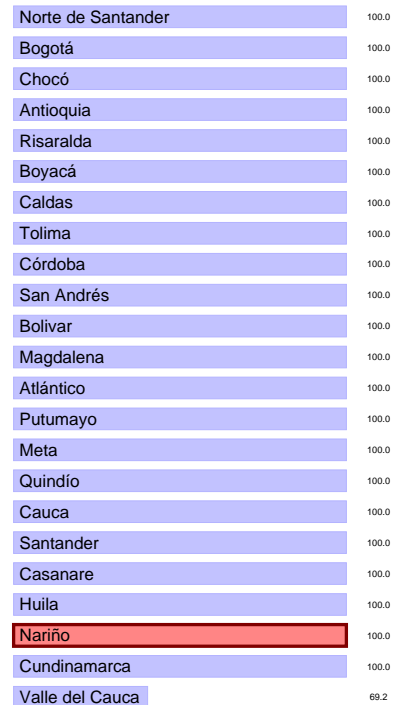 Norte de Santander 100.0
Bogotá 100.0
Chocó 100.0
Antioquia 100.0
Risaralda 100.0
Boyacá 100.0
Caldas 100.0
Tolima 100.0
Córdoba 100.0
San Andrés 100.0
Bolivar 100.0
Magdalena 100.0
Atlántico 100.0
Putumayo 100.0
Meta 100.0
Quindío 100.0
Cauca 100.0
Santander 100.0
Casanare 100.0
Huila 100.0
Nariño 100.0
Cundinamarca 100.0
Valle del Cauca 69.2